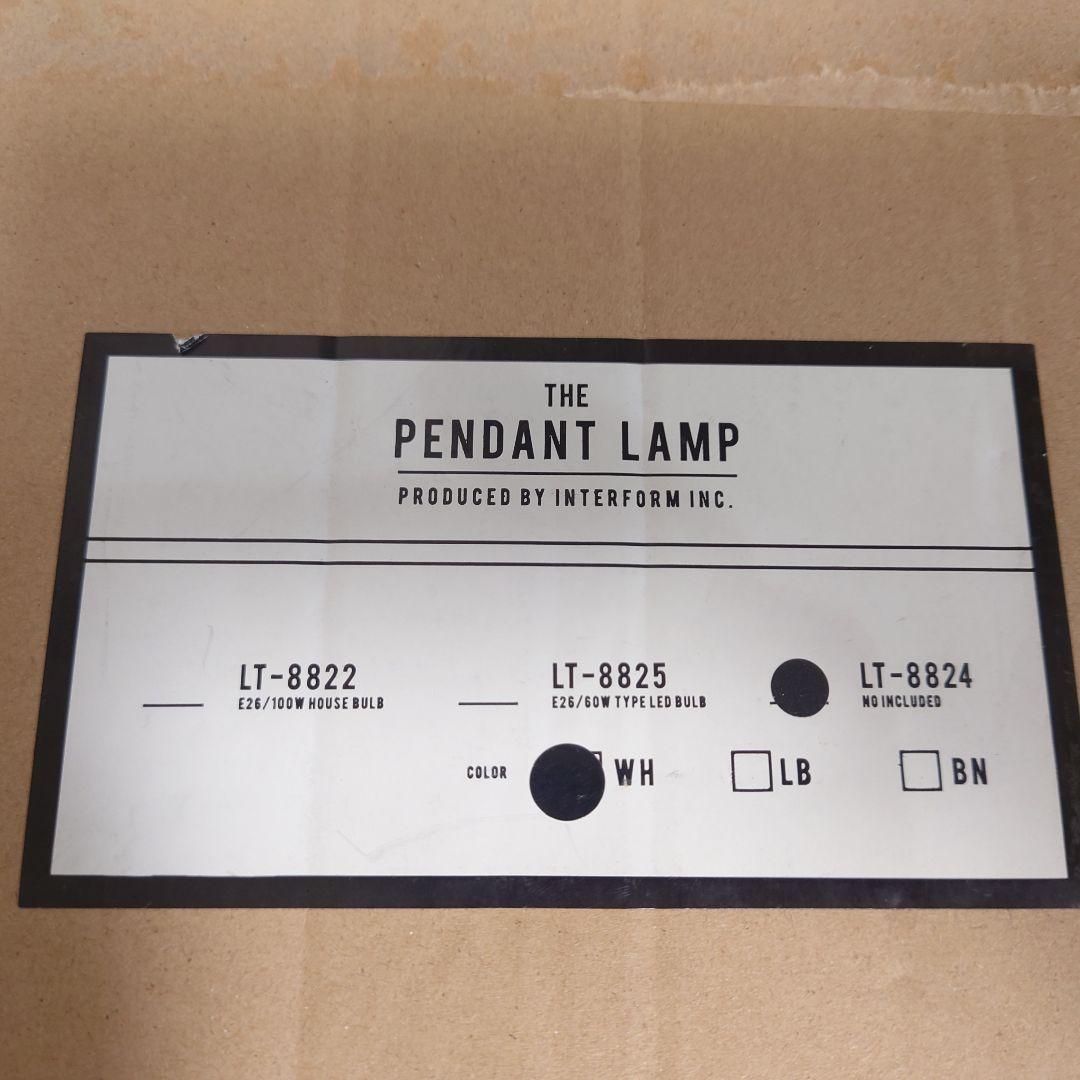 THE
PENDANT LAMP
PRODUCED BY INTERFORM INC.
LT-8822 LT-8825 LT-8824
E26/100W HOUSE BULB E26/60W TYPE LED BULB NO INCLUDED
COLOR WH LB BN